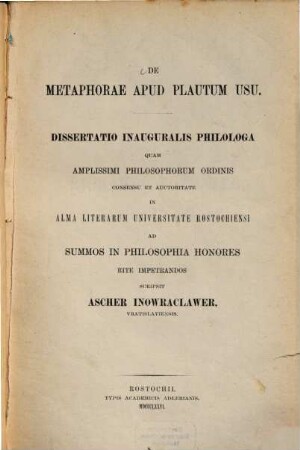 DE
METAPHORAE APUD PLAUTUM USU.
DISSERTATIO INAUGURALIS PHILOLOGA
QUAM
AMPLISSIMI PHILOSOPHORUM ORDINIS
CONSENSU ET AUCTORITATE
IN
ALMA LITERARUM UNIVERSITATE ROSTOCHIENSI
AD
SUMMOS IN PHILOSOPHIA HONORES
RITE IMPETRANDOS
SCRIPSIT
ASCHER INOWRACLAWER,
VRATISLAVIENSIS.
ROSTOCHII.
TYPIS ACADEMICIS ADLERIANIS.